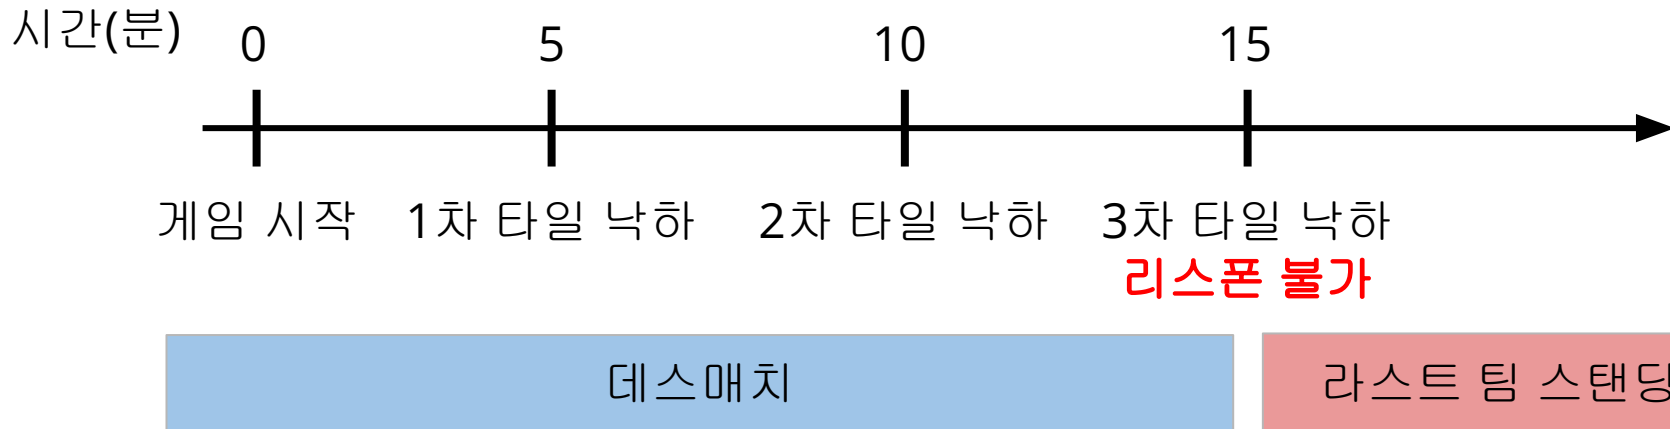 시간(분) 0 5 10 15
게임 시작 1차 타일 낙하 2차 타일 낙하 3차 타일 낙하
리스폰 불가
데스매치 라스트 팀 스탠딩